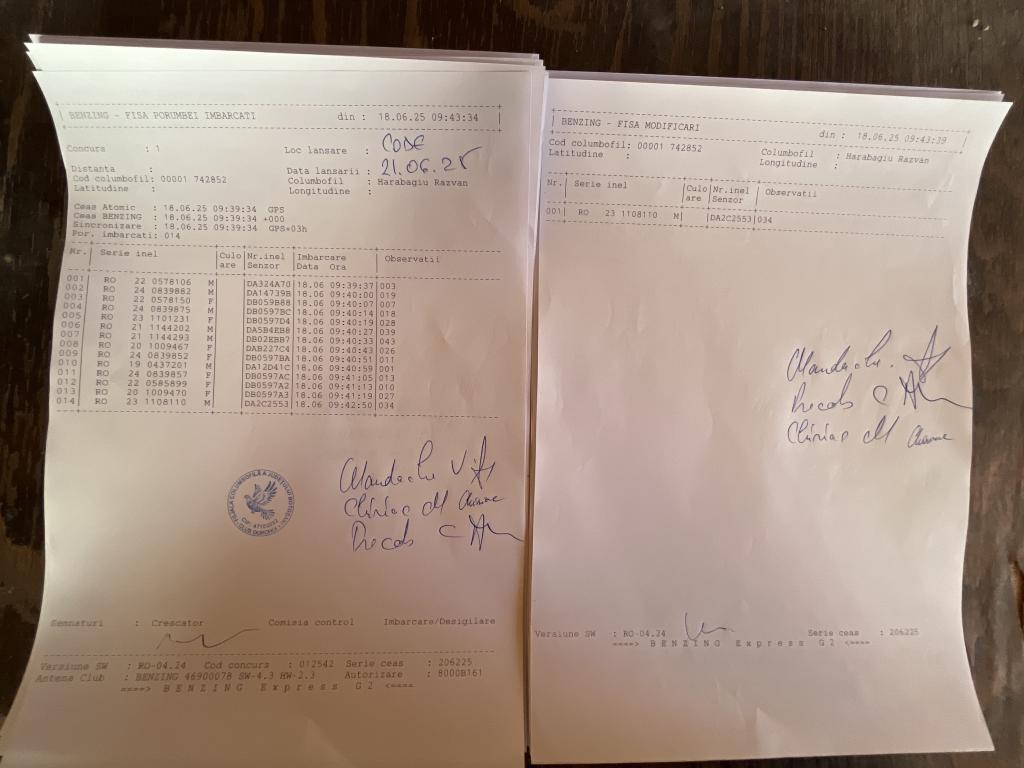 BENZING - FISA PORUMBEI IMBARCATI din : 18.06.25 09:43:34
Concurs : 1 Loc lansare : CODE
Distanta : Data lansarii : 21.06.25
Cod columbofil: 00001 742852 Columbofil : Harabagiu Razvan
Latitudine : Longitudine :
Ceas Atomic : 18.06.25 09:39:34 GPS
Ceas BENZING : 18.06.25 09:39:34 +000
Sincronizare : 18.06.25 09:39:34 GPS+03h
Por. imbarcati: 014
Nr. Serie inel Culo Nr.inel Imbarcare Observatii
are Senzor Data Ora
001 RO 22 0578106 M DA324A70 18.06 09:39:37 003
002 RO 24 0839882 M DA14739B 18.06 09:40:00 019
003 RO 22 0578150 F DB059B88 18.06 09:40:07 007
004 RO 24 0839875 M DB0597BC 18.06 09:40:14 018
005 RO 23 1101231 F DB0597D4 18.06 09:40:19 028
006 RO 21 1144202 M DA5B4EB8 18.06 09:40:27 039
007 RO 21 1144293 M DB02EBB7 18.06 09:40:33 043
008 RO 20 1009467 F DAB227C4 18.06 09:40:43 026
009 RO 24 0839852 F DB0597BA 18.06 09:40:51 011
010 RO 19 0437201 M DA12D41C 18.06 09:40:59 001
011 RO 24 0839857 F DB0597AC 18.06 09:41:05 013
012 RO 22 0585899 F DB0597A2 18.06 09:41:13 010
013 RO 20 1009470 F DB0597A3 18.06 09:41:19 027
014 RO 23 1108110 M DA2C2553 18.06 09:42:50 034
FILIALA COLUMBOFILA A JUDETULUI BOTOSANI
CLUB DOROHOI
Semnaturi : Crescator Comisia control Imbarcare/Desigilare
Versiune SW : RO-04.24 Cod concurs : 012542 Serie ceas : 206225
Antena Club : BENZING 46900078 SW-4.3 HW-2.3 Autorizare : 8000B161
====> B E N Z I N G E x p r e s s G 2 <====
BENZING - FISA MODIFICARI din : 18.06.25 09:43:39
Cod columbofil: 00001 742852 Columbofil : Harabagiu Razvan
Latitudine : Longitudine :
Nr. Serie inel Culo Nr.inel Observatii
are Senzor
001 RO 23 1108110 M DA2C2553 034
Versiune SW : RO-04.24 Serie ceas : 206225
====> B E N Z I N G E x p r e s s G 2 <====